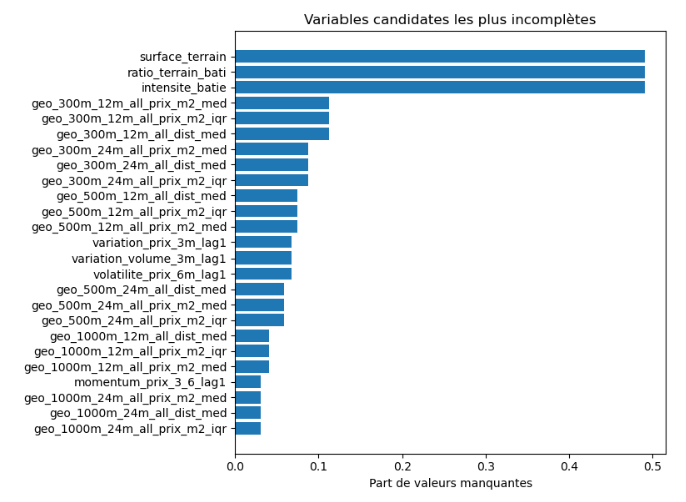 Variables candidates les plus incomplètes
surface_terrain
ratio_terrain_bati
intensite_batie
geo_300m_12m_all_prix_m2_med
geo_300m_12m_all_prix_m2_iqr
geo_300m_12m_all_dist_med
geo_300m_24m_all_prix_m2_med
geo_300m_24m_all_dist_med
geo_300m_24m_all_prix_m2_iqr
geo_500m_12m_all_dist_med
geo_500m_12m_all_prix_m2_iqr
geo_500m_12m_all_prix_m2_med
variation_prix_3m_lag1
variation_volume_3m_lag1
volatilite_prix_6m_lag1
geo_500m_24m_all_dist_med
geo_500m_24m_all_prix_m2_med
geo_500m_24m_all_prix_m2_iqr
geo_1000m_12m_all_dist_med
geo_1000m_12m_all_prix_m2_iqr
geo_1000m_12m_all_prix_m2_med
momentum_prix_3_6_lag1
geo_1000m_24m_all_prix_m2_med
geo_1000m_24m_all_dist_med
geo_1000m_24m_all_prix_m2_iqr
0.0 0.1 0.2 0.3 0.4 0.5
Part de valeurs manquantes